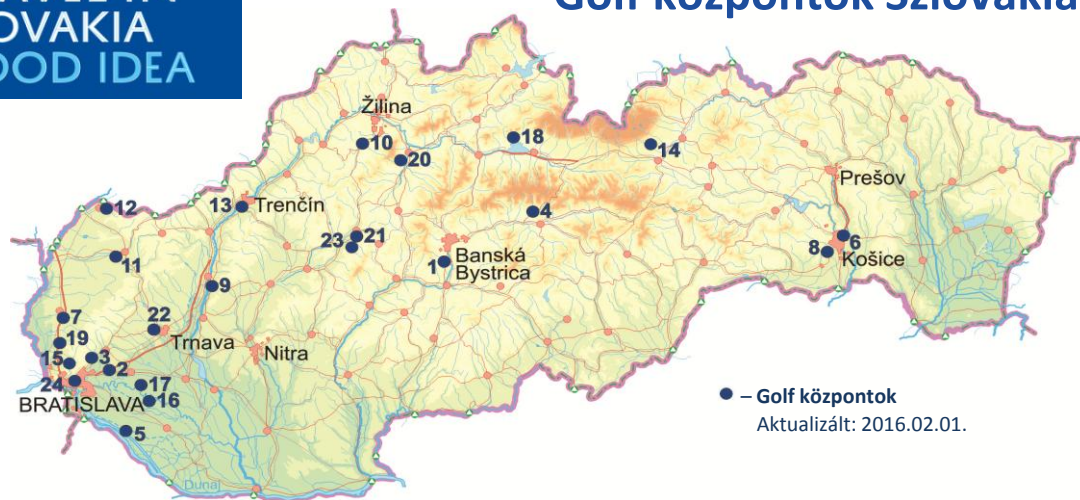 SLOVAKIA
GOOD IDEA
Golf központok Szlovákia
Žilina
10
18
20
14
Prešov
12
13
Trenčín
4
21
23
6
8
Košice
1
Banská
Bystrica
11
9
7
22
Trnava
19
Nitra
15
3
2
24
17
BRATISLAVA
16
5
– Golf központok
Aktualizált: 2016.02.01.
Dunaj